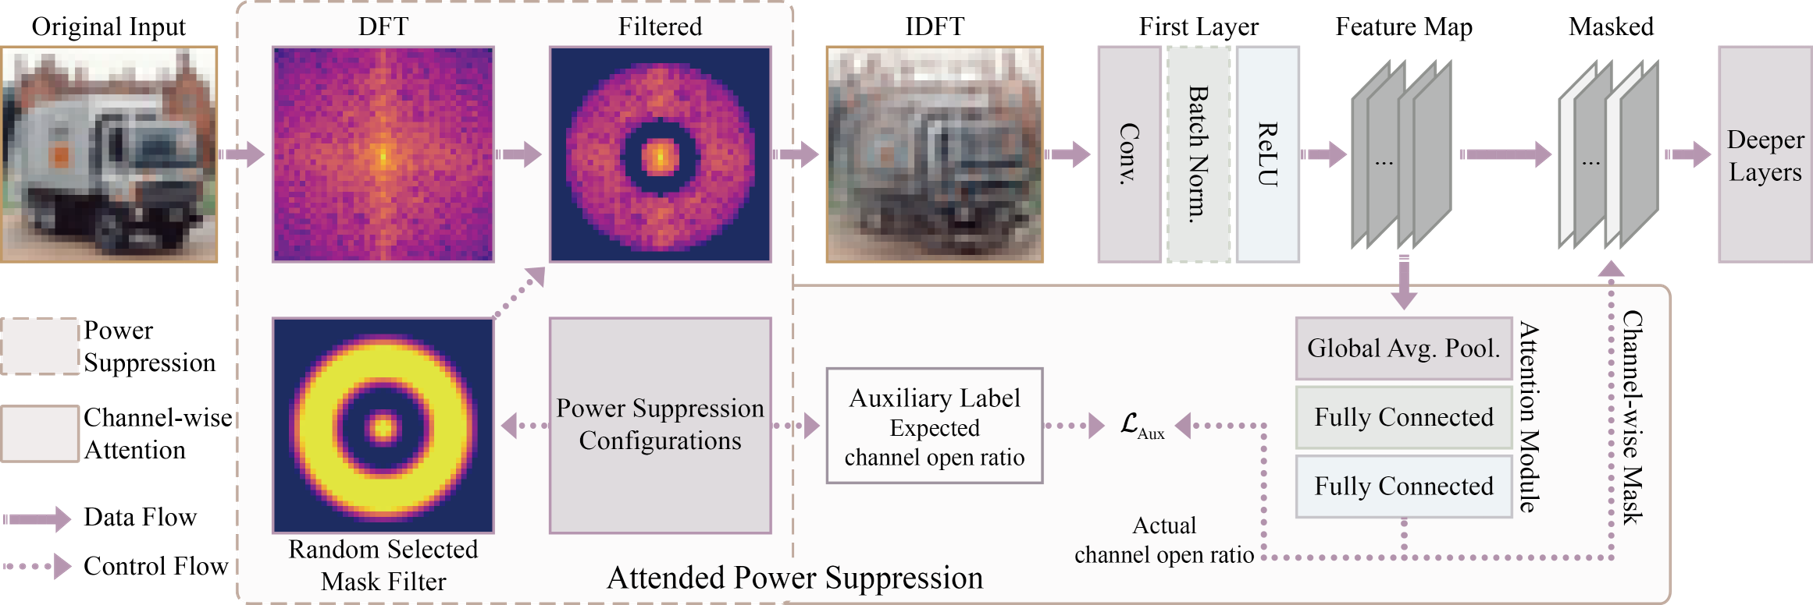 Original Input
DFT
Filtered
IDFT
First Layer
Feature Map
Masked
Conv.
Batch Norm.
ReLU
...
...
Deeper
Layers
Power
Suppression
Channel-wise
Attention
Data Flow
Control Flow
Random Selected
Mask Filter
Power Suppression
Configurations
Auxiliary Label
Expected
channel open ratio
ℒAux
Global Avg. Pool.
Fully Connected
Fully Connected
Attention Module
Channel-wise Mask
Actual
channel open ratio
Attended Power Suppression